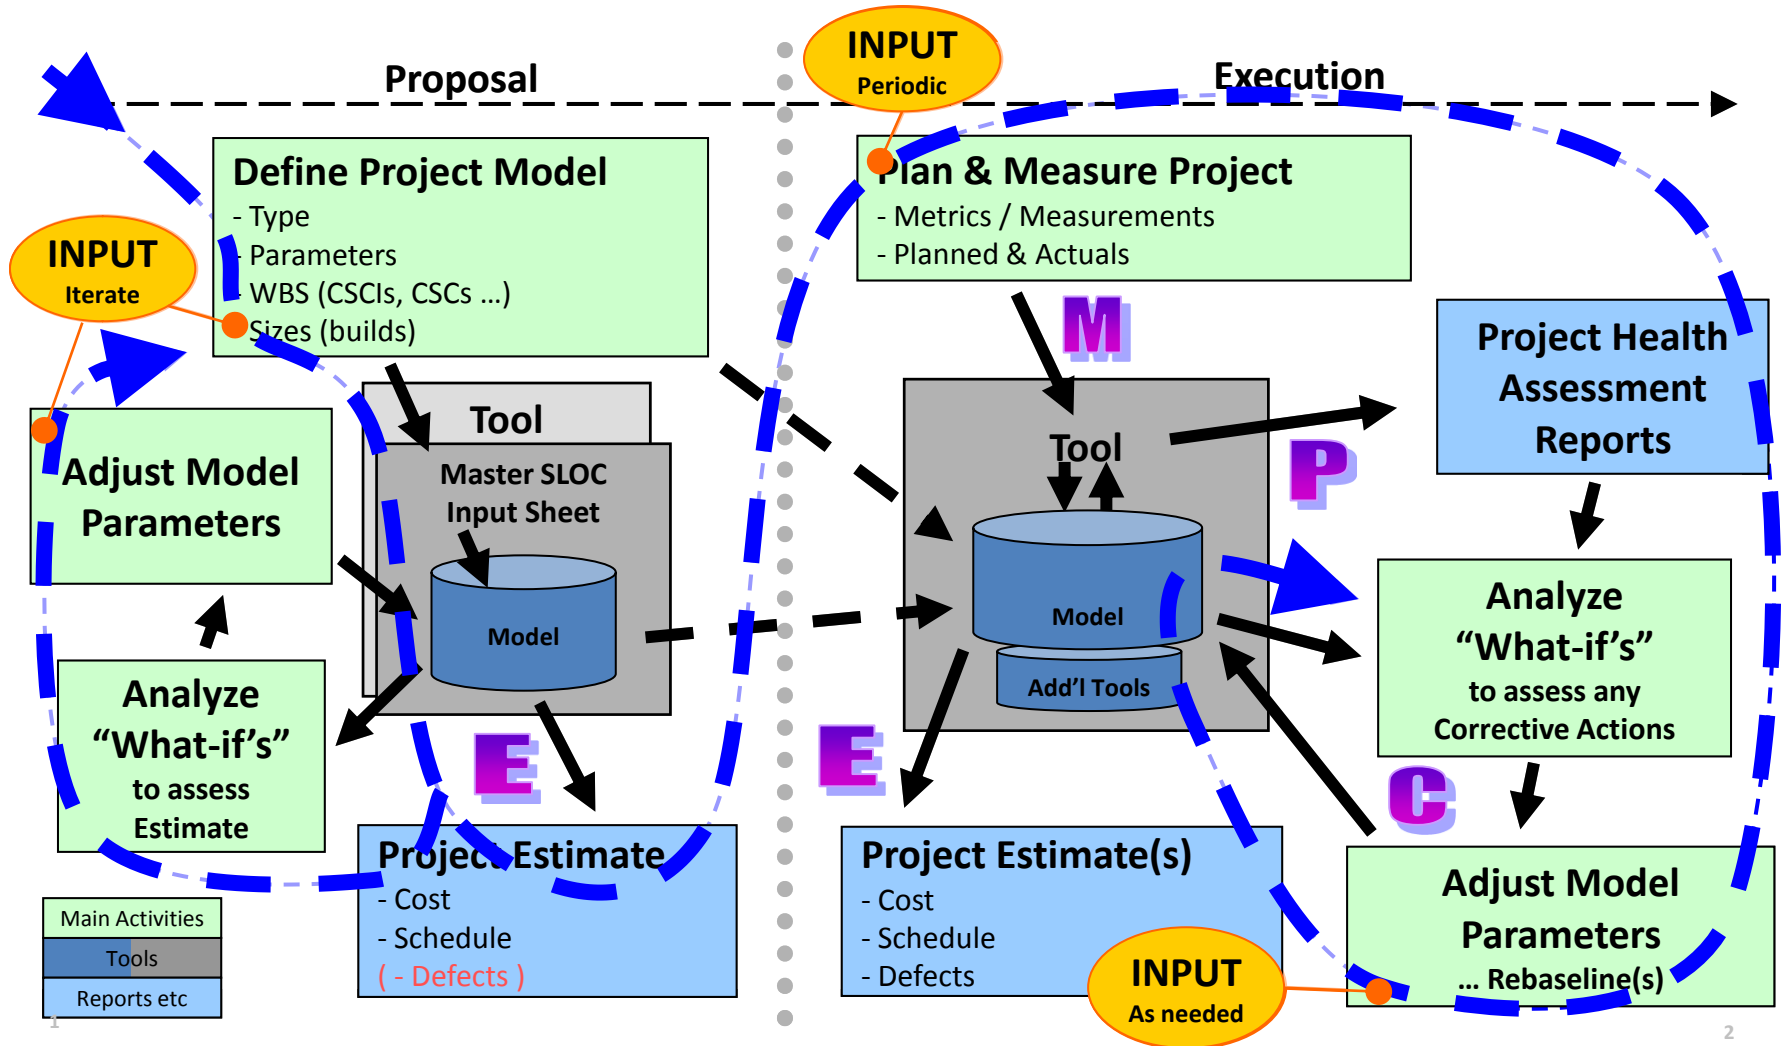 Proposal
INPUT
Periodic
Execution
Define Project Model
- Type
- Parameters
- WBS (CSCIs, CSCs ...)
- Sizes (builds)
INPUT
Iterate
Adjust Model
Parameters
Analyze
“What-if’s”
to assess
Estimate
Tool
Master SLOC
Input Sheet
Model
E
Project Estimate
- Cost
- Schedule
( - Defects )
Main Activities
Tools
Reports etc
1
Plan & Measure Project
- Metrics / Measurements
- Planned & Actuals
M
Tool
Model
Add’l Tools
P
Project Health
Assessment
Reports
Analyze
“What-if’s”
to assess any
Corrective Actions
E
C
Project Estimate(s)
- Cost
- Schedule
- Defects
INPUT
As needed
Adjust Model
Parameters
... Rebaseline(s)
2